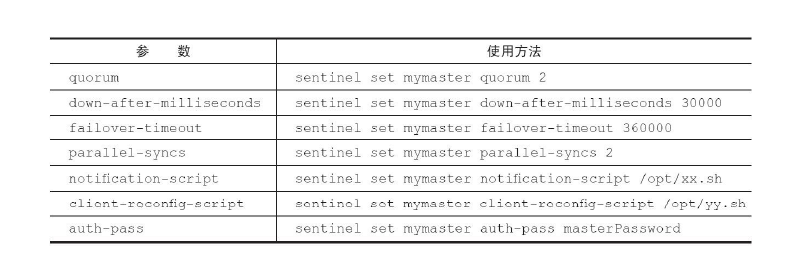 参 数 使用方法
quorum sentinel set mymaster quorum 2
down-after-milliseconds sentinel set mymaster down-after-milliseconds 30000
failover-timeout sentinel set mymaster failover-timeout 360000
parallel-syncs sentinel set mymaster parallel-syncs 2
notification-script sentinel set mymaster notification-script /opt/xx.sh
client-reconfig-script sentinel set mymaster client-reconfig-script /opt/yy.sh
auth-pass sentinel set mymaster auth-pass masterPassword